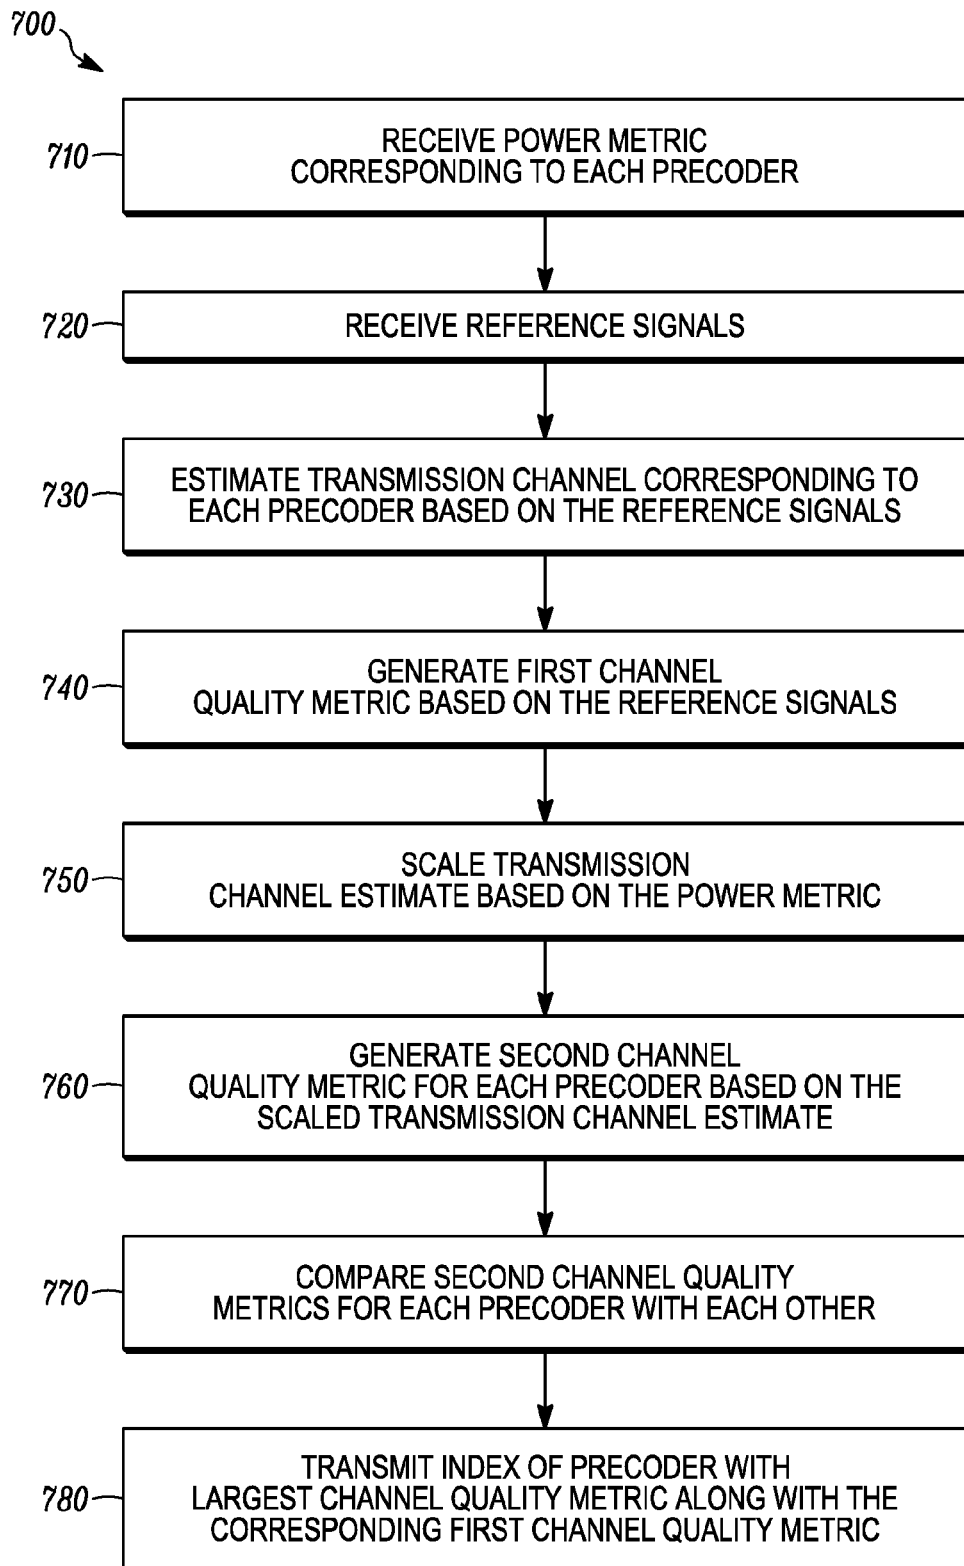 700
710
RECEIVE POWER METRIC
CORRESPONDING TO EACH PRECODER
720
RECEIVE REFERENCE SIGNALS
730
ESTIMATE TRANSMISSION CHANNEL CORRESPONDING TO
EACH PRECODER BASED ON THE REFERENCE SIGNALS
740
GENERATE FIRST CHANNEL
QUALITY METRIC BASED ON THE REFERENCE SIGNALS
750
SCALE TRANSMISSION
CHANNEL ESTIMATE BASED ON THE POWER METRIC
760
GENERATE SECOND CHANNEL
QUALITY METRIC FOR EACH PRECODER BASED ON THE
SCALED TRANSMISSION CHANNEL ESTIMATE
770
COMPARE SECOND CHANNEL QUALITY
METRICS FOR EACH PRECODER WITH EACH OTHER
780
TRANSMIT INDEX OF PRECODER WITH
LARGEST CHANNEL QUALITY METRIC ALONG WITH THE
CORRESPONDING FIRST CHANNEL QUALITY METRIC